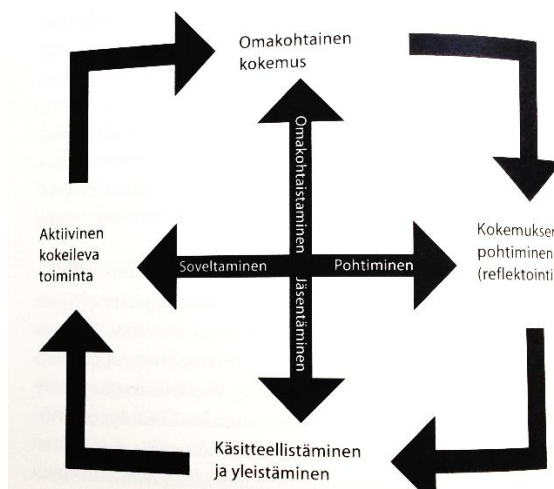 Omakohtainen
kokemus
Omakohtaistaminen
Aktiivinen
kokeileva
toiminta
Soveltaminen
Pohtiminen
Kokemuksen
pohtiminen
(reflektointi
Jäsentäminen
Käsitteellistäminen
ja yleistäminen